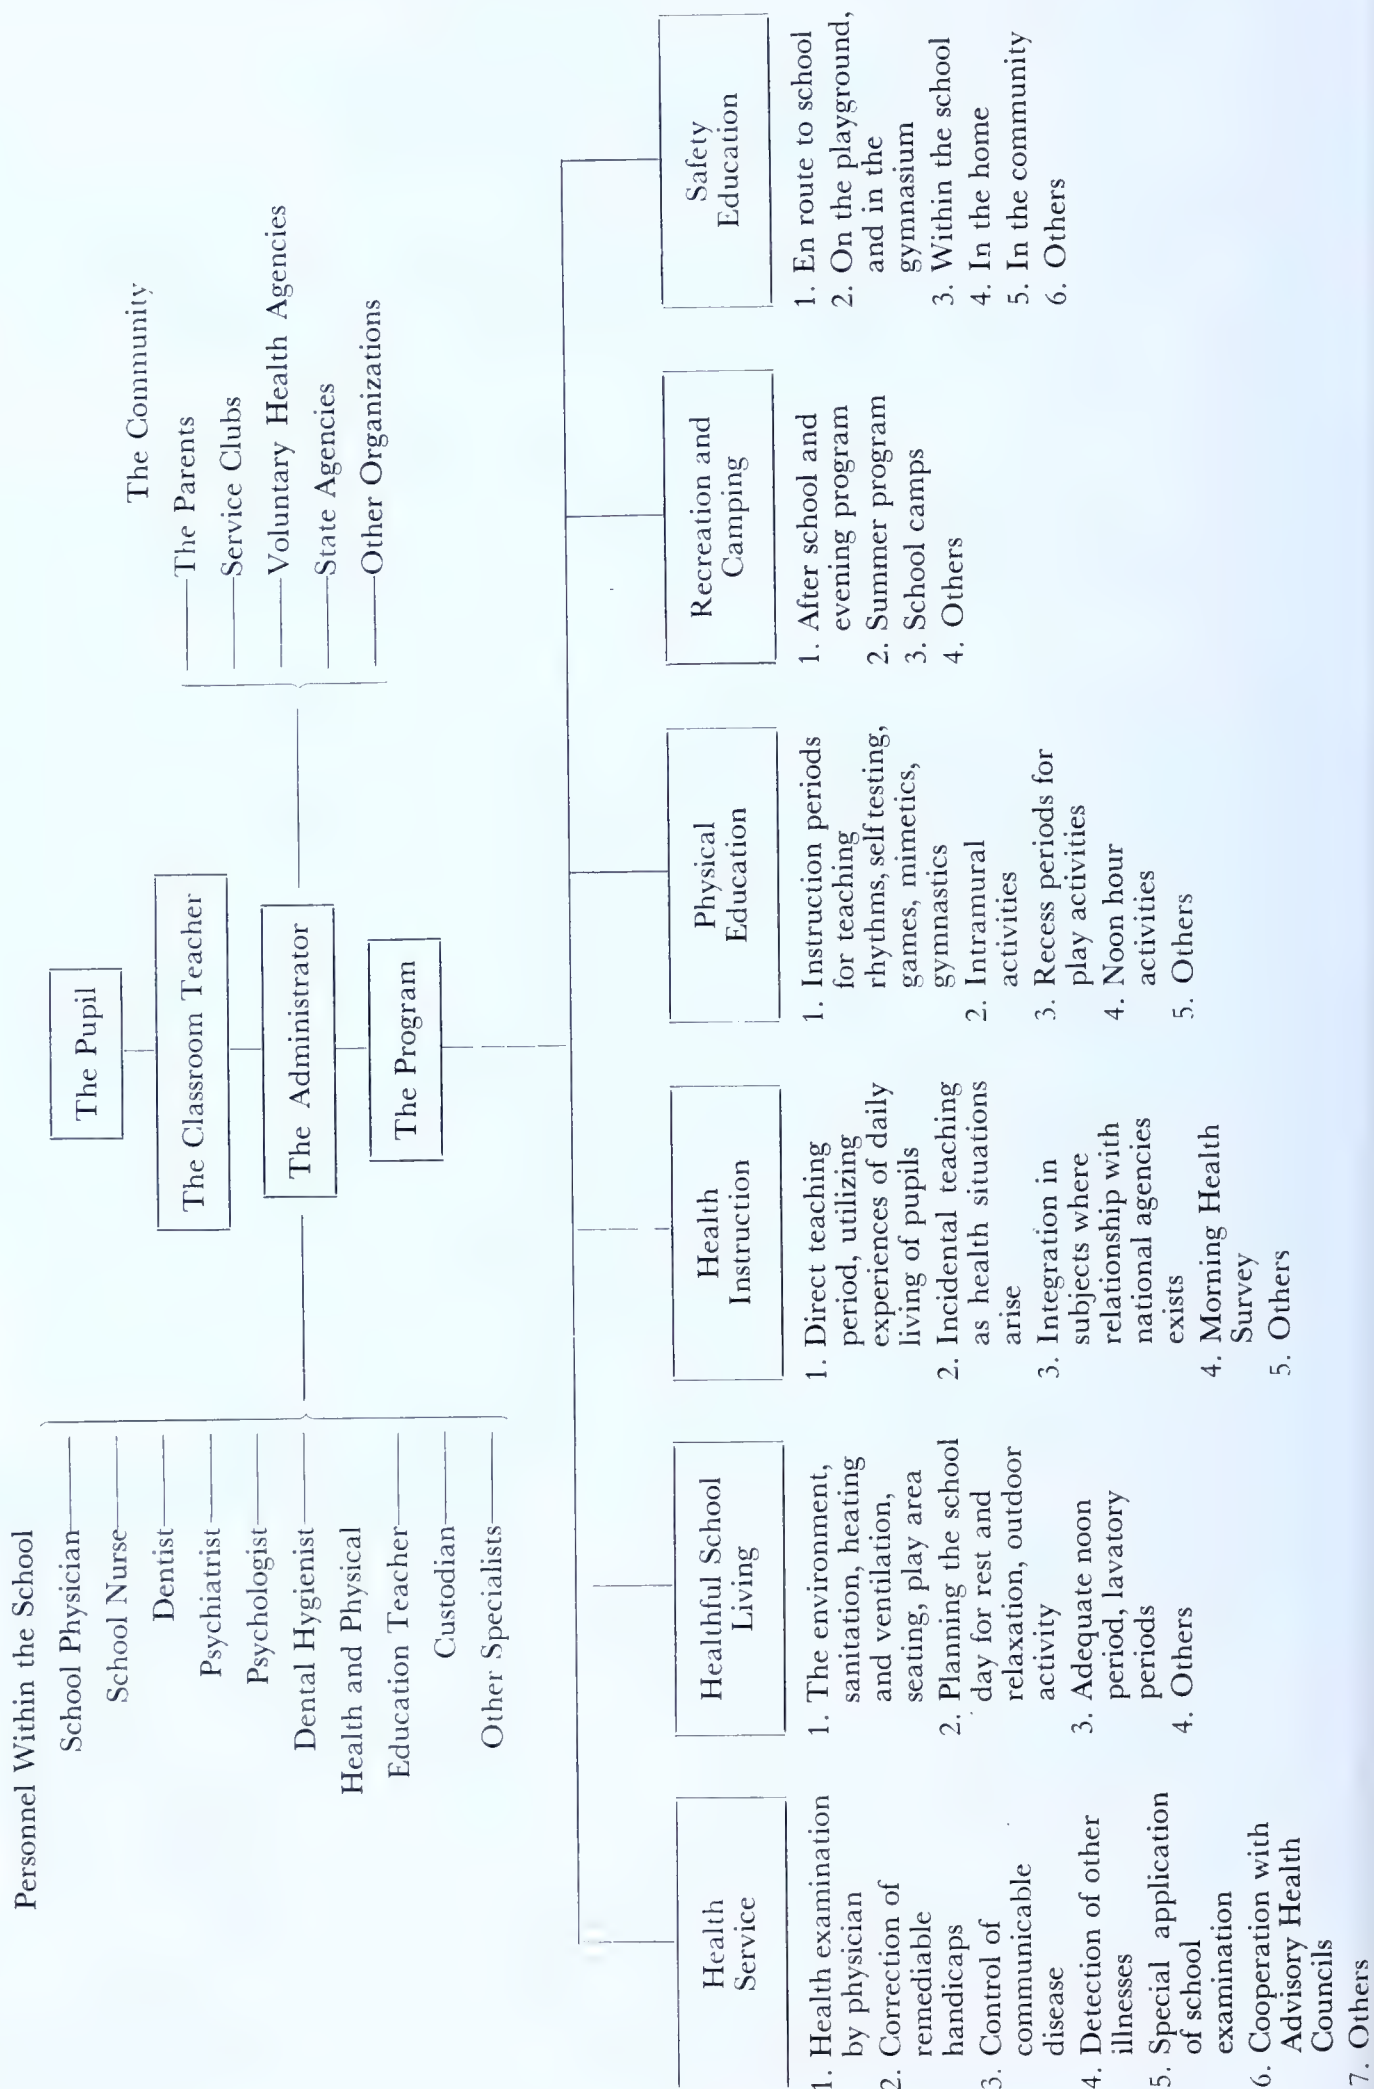 Personnel Within the School
School Physician
School Nurse
Dentist
Psychiatrist
Psychologist
Dental Hygienist
Health and Physical
Education Teacher
Custodian
Other Specialists
The Pupil
The Classroom Teacher
The Administrator
The Program
The Community
The Parents
Service Clubs
Voluntary Health Agencies
State Agencies
Other Organizations
Health
Service
1. Health examination
by physician
2. Correction of
remediable
handicaps
3. Control of
communicable
disease
4. Detection of other
illnesses
5. Special application
of school
examination
6. Cooperation with
Advisory Health
Councils
7. Others
Healthful School
Living
1. The environment,
sanitation, heating
and ventilation,
seating, play area
2. Planning the school
day for rest and
relaxation, outdoor
activity
3. Adequate noon
period, lavatory
periods
4. Others
Health
Instruction
1. Direct teaching
period, utilizing
experiences of daily
living of pupils
2. Incidental teaching
as health situations
arise
3. Integration in
subjects where
relationship with
national agencies
exists
4. Morning Health
Survey
5. Others
Physical
Education
1. Instruction periods
for teaching
rhythms, self testing,
games, mimetics,
gymnastics
2. Intramural
activities
3. Recess periods for
play activities
4. Noon hour
activities
5. Others
Recreation and
Camping
1. After school and
evening program
2. Summer program
3. School camps
4. Others
Safety
Education
1. En route to school
2. On the playground,
and in the
gymnasium
3. Within the school
4. In the home
5. In the community
6. Others